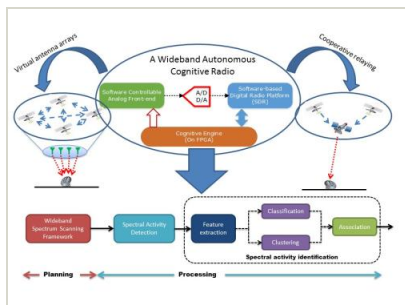 Virtual antenna arrays
Cooperative relaying
A Wideband Autonomous
Cognitive Radio
Software Controllable
Analog Front-end
A/D
D/A
Software-based
Digital Radio Platform
(SDR)
Cognitive Engine
(On FPGA)
Wideband
Spectrum Scanning
Framework
Spectral Activity
Detection
Feature
extraction
Classification
Clustering
Association
Spectral activity identification
Planning
Processing